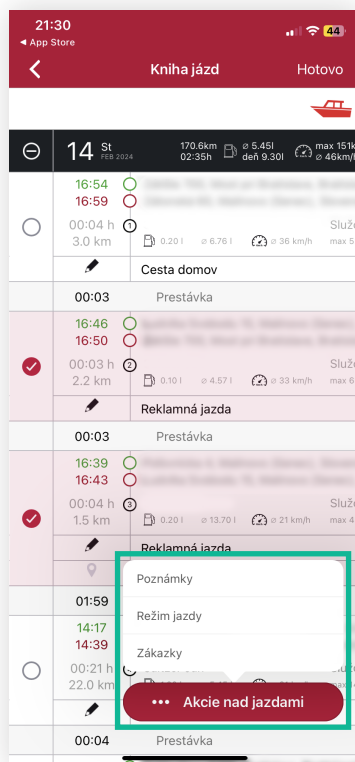 21:30
44
◄ App Store
Kniha jázd
Hotovo
14 St
FEB 2024
170.6km
02:35h
⌀ 5.45l
deň 9.30l
max 151k
⌀ 46km/h
16:54
16:59
00:04 h
3.0 km
1
Služ
0.20 l
⌀ 6.76 l
⌀ 36 km/h
max 5
Cesta domov
00:03
Prestávka
16:46
16:50
00:03 h
2.2 km
2
Služ
0.10 l
⌀ 4.57 l
⌀ 33 km/h
max 6
Reklamná jazda
00:03
Prestávka
16:39
16:43
00:04 h
1.5 km
3
Služ
0.20 l
⌀ 13.70 l
⌀ 21 km/h
max 4
Reklamná jazda
01:59
14:17
14:39
00:21 h
22.0 km
Poznámky
Režim jazdy
Zákazky
••• Akcie nad jazdami
00:04
Prestávka